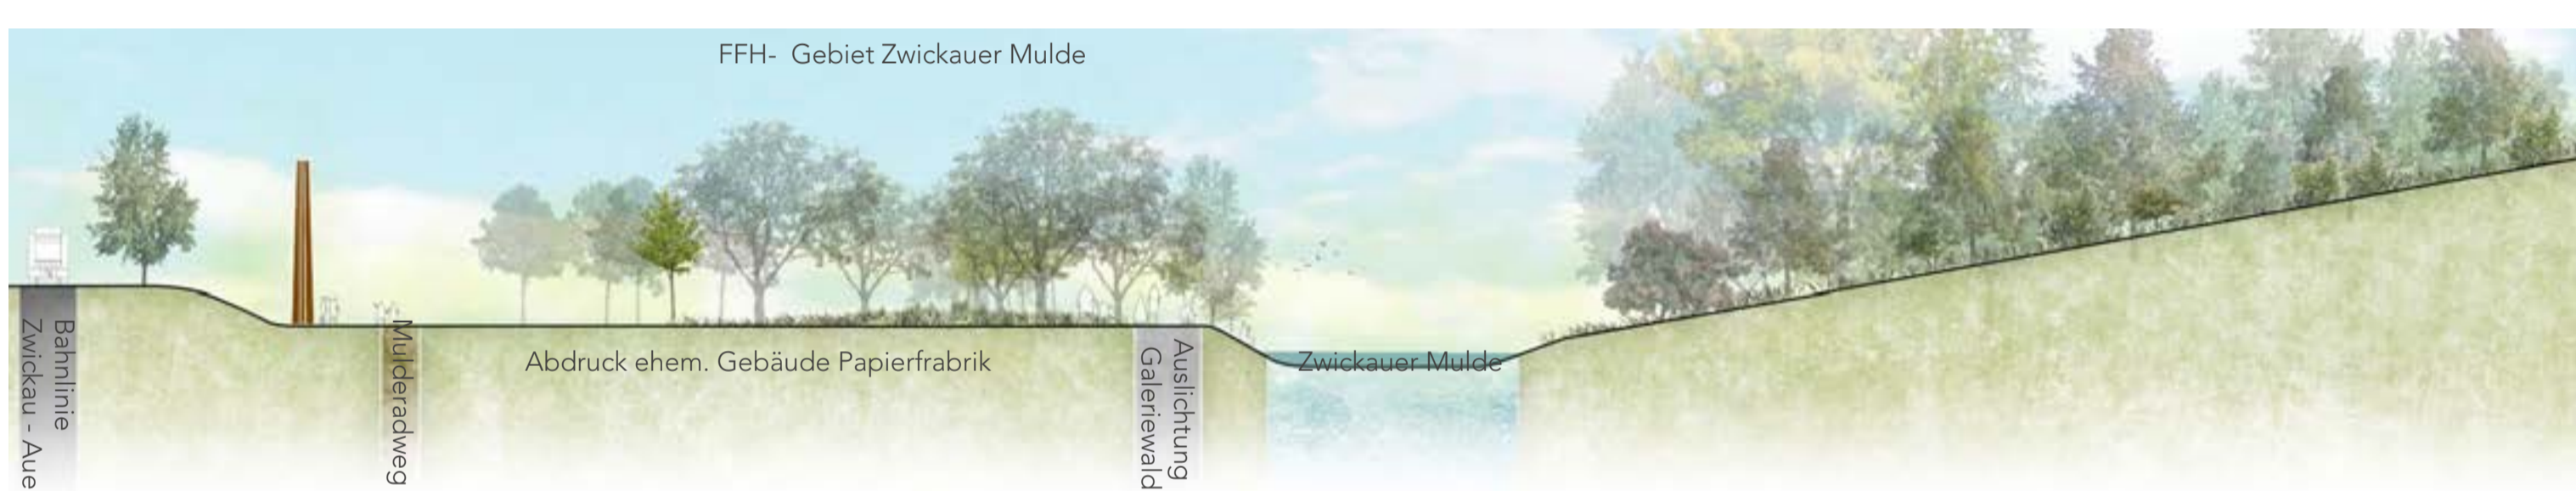 FFH- Gebiet Zwickauer Mulde
Bahnlinie
Zwickau - Aue
Mulderadweg
Abdruck ehem. Gebäude Papierfrabrik
Auslichtung
Galeriewald
Zwickauer Mulde